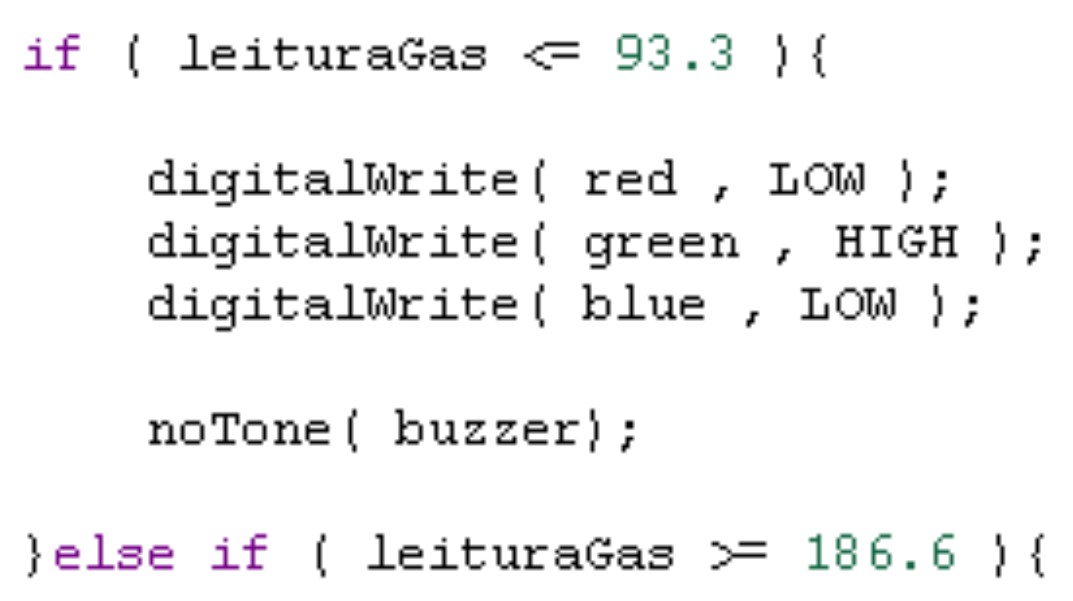 if ( leituraGas <= 93.3 ){
digitalWrite( red , LOW );
digitalWrite( green , HIGH );
digitalWrite( blue , LOW );
noTone( buzzer);
}else if ( leituraGas >= 186.6 ){